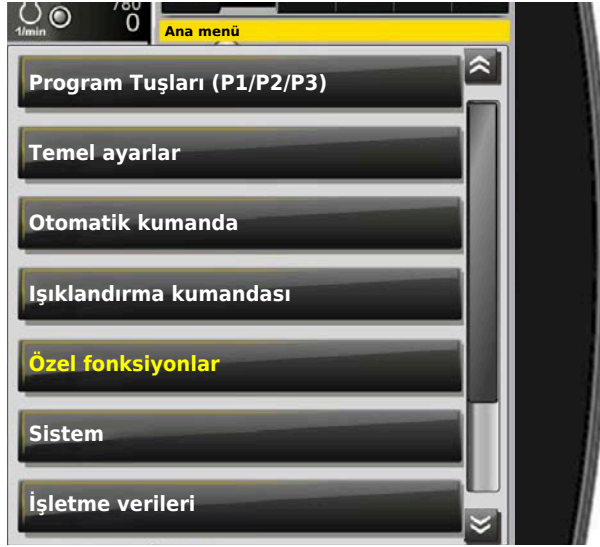 780
1/min 0
Ana menü
Program Tuşları (P1/P2/P3)
Temel ayarlar
Otomatik kumanda
Işıklandırma kumandası
Özel fonksiyonlar
Sistem
İşletme verileri